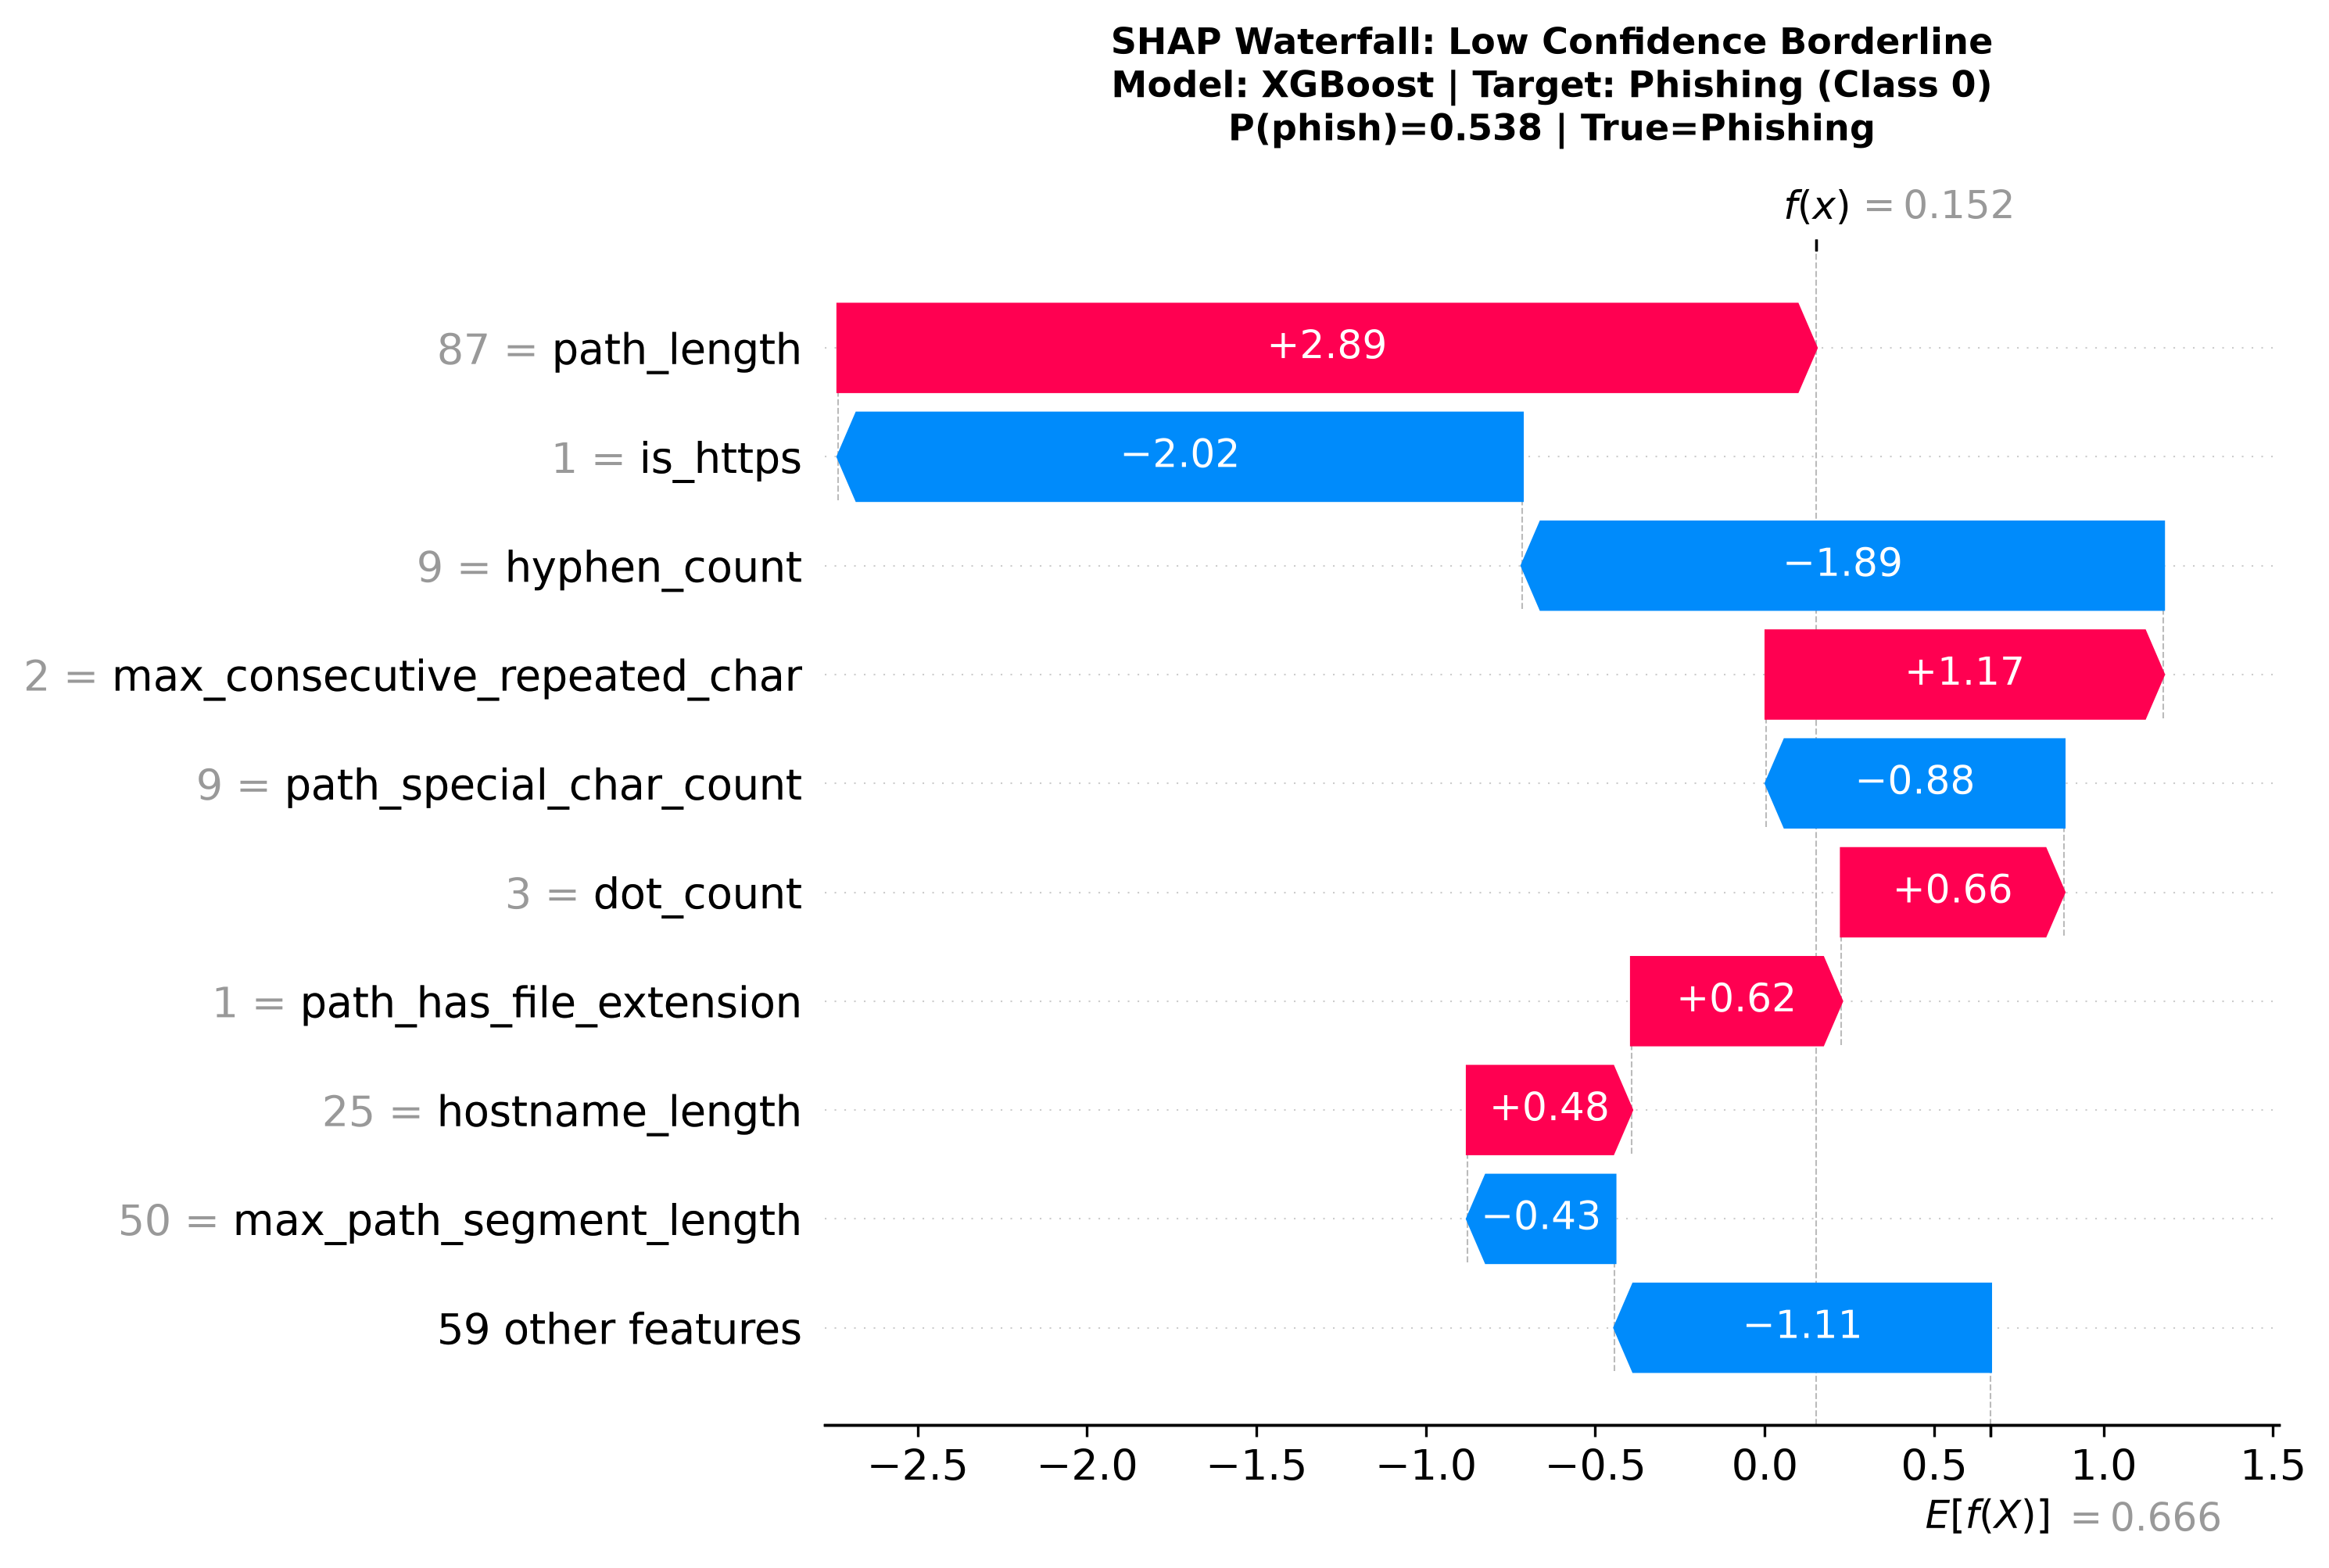 SHAP Waterfall: Low Confidence Borderline
Model: XGBoost | Target: Phishing (Class 0)
P(phish)=0.538 | True=Phishing
f(x) = 0.152
87 = path_length +2.89
1 = is_https −2.02
9 = hyphen_count −1.89
2 = max_consecutive_repeated_char +1.17
9 = path_special_char_count −0.88
3 = dot_count +0.66
1 = path_has_file_extension +0.62
25 = hostname_length +0.48
50 = max_path_segment_length −0.43
59 other features −1.11
−2.5 −2.0 −1.5 −1.0 −0.5 0.0 0.5 1.0 1.5
E[f(X)] = 0.666